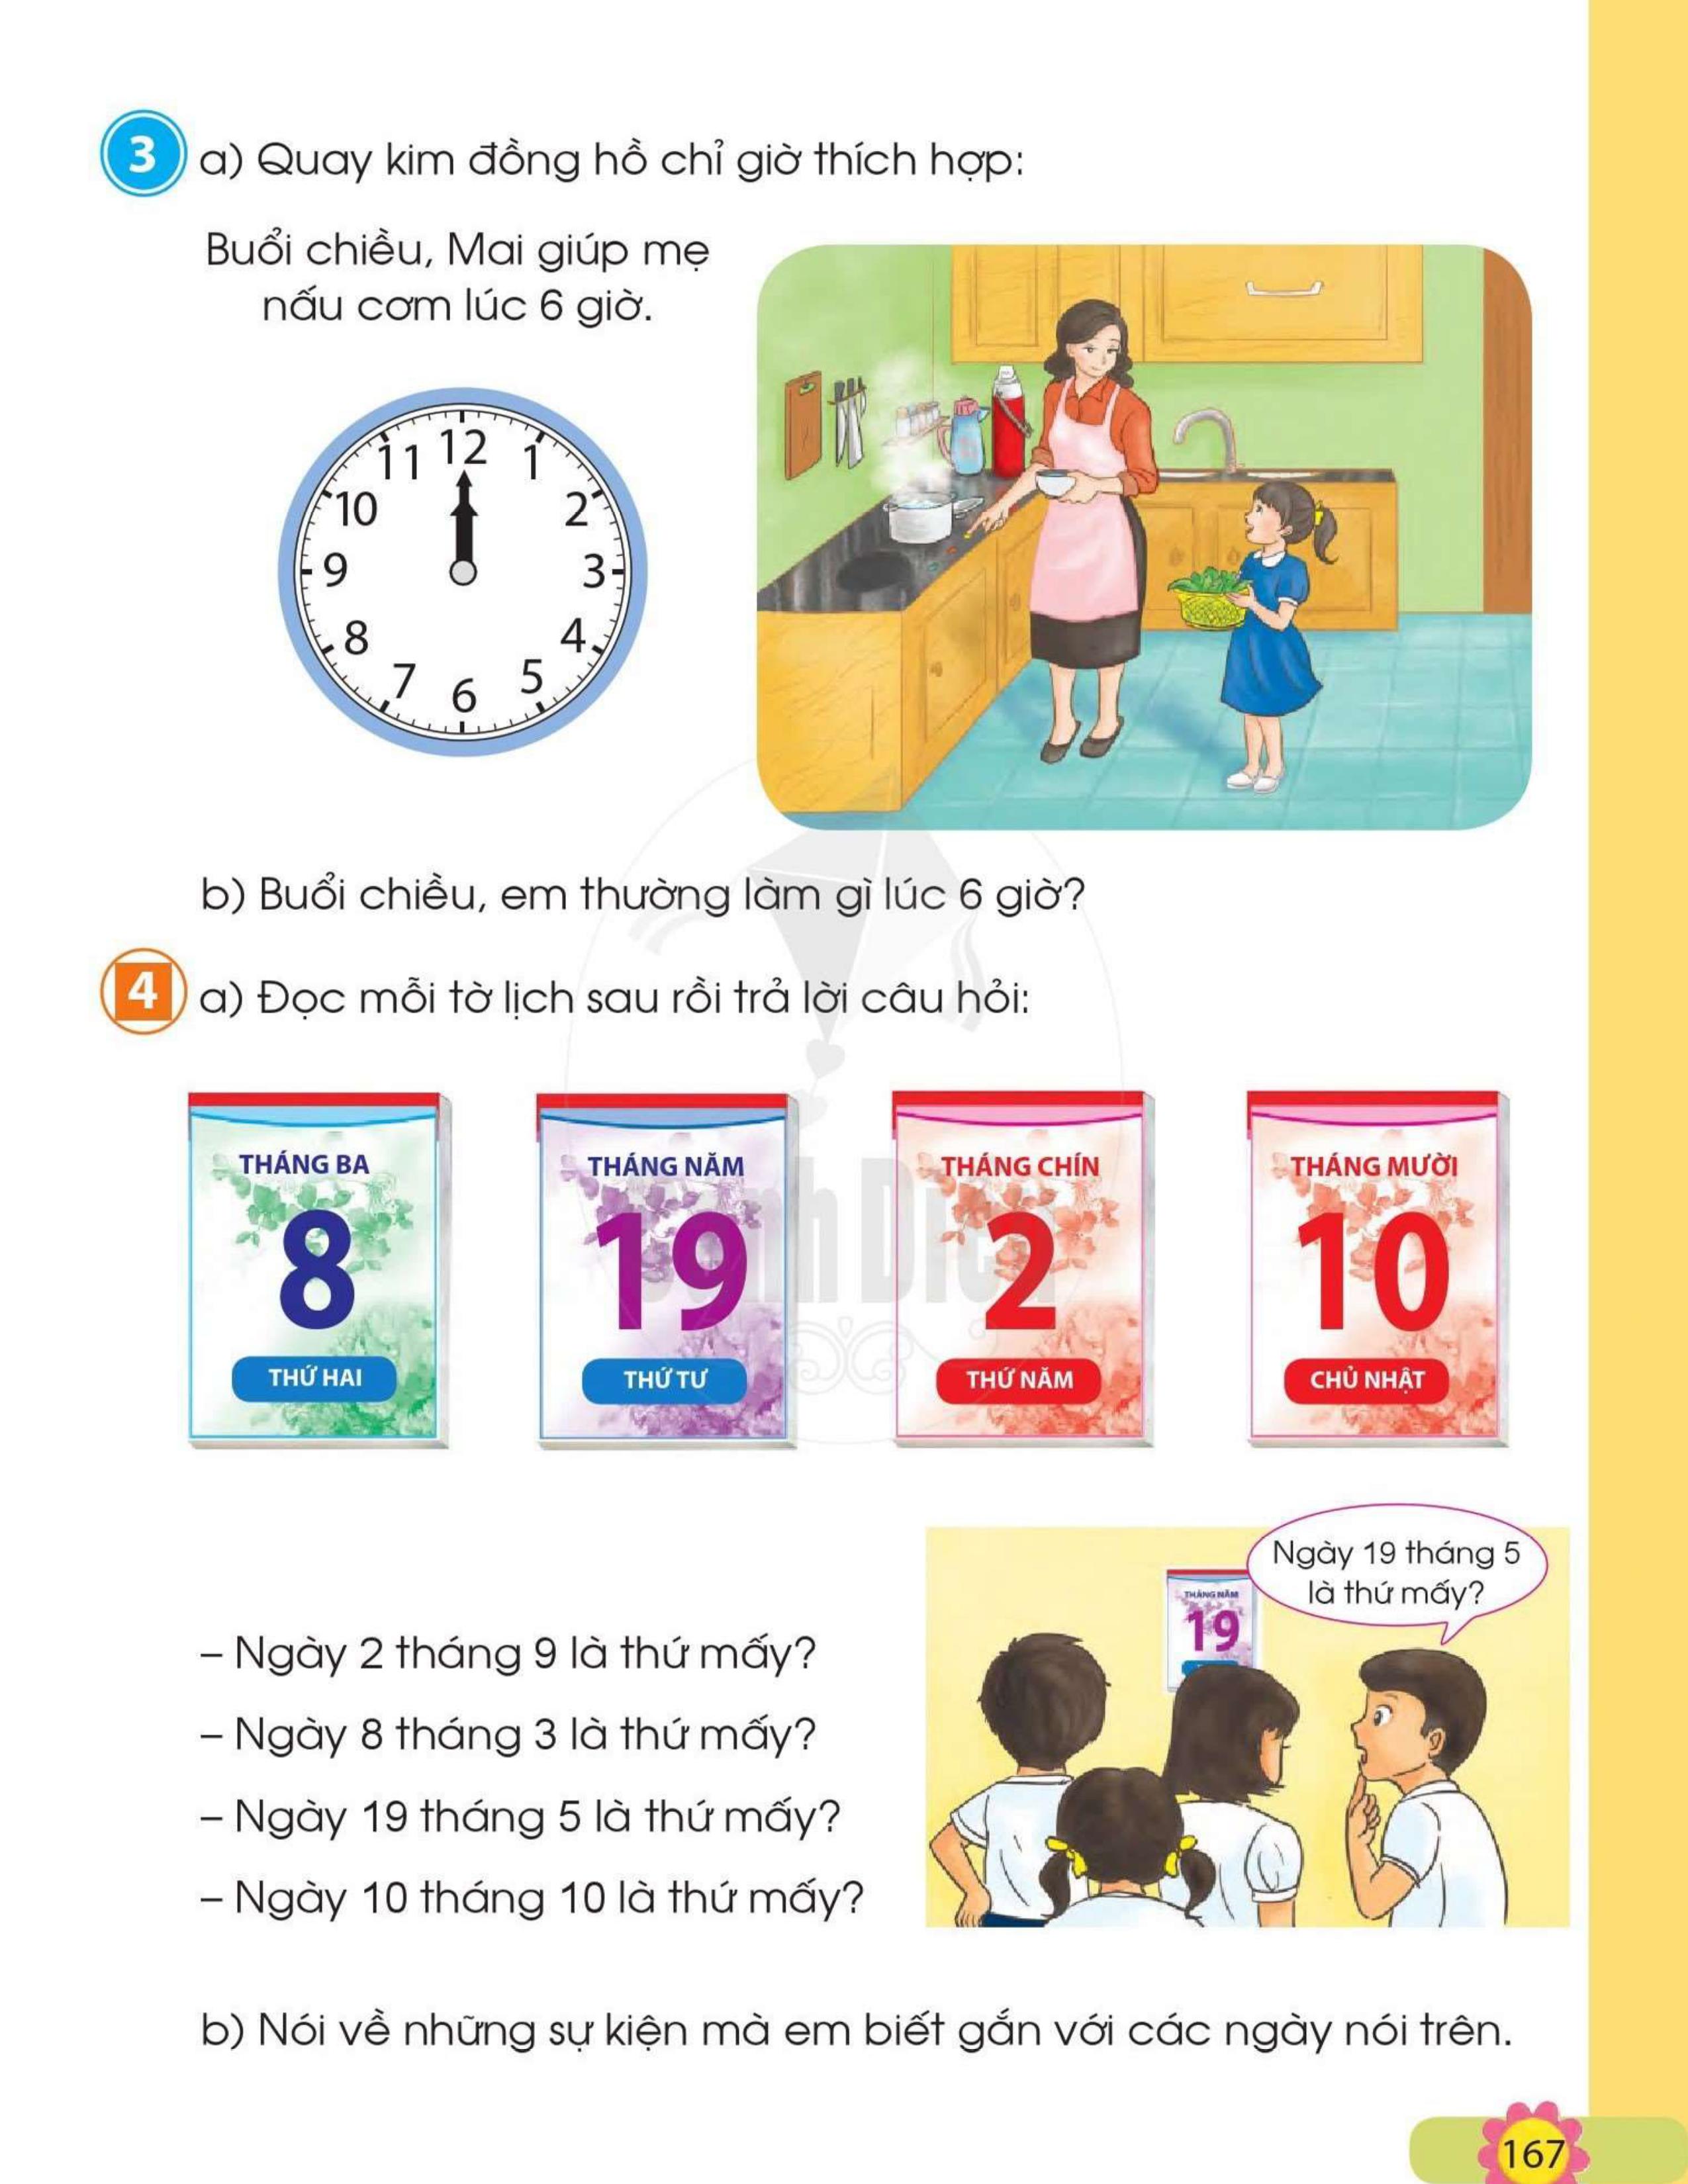 3 a) Quay kim đồng hồ chỉ giờ thích hợp:
Buổi chiều, Mai giúp mẹ
nấu cơm lúc 6 giờ.
11 12 1
10 2
9 3
8 4
7 6 5
b) Buổi chiều, em thường làm gì lúc 6 giờ?
4 a) Đọc mỗi tờ lịch sau rồi trả lời câu hỏi:
THÁNG BA
8
THỨ HAI
THÁNG NĂM
19
THỨ TƯ
THÁNG CHÍN
2
THỨ NĂM
THÁNG MƯỜI
10
CHỦ NHẬT
Ngày 19 tháng 5
là thứ mấy?
THÁNG NĂM
19
– Ngày 2 tháng 9 là thứ mấy?
– Ngày 8 tháng 3 là thứ mấy?
– Ngày 19 tháng 5 là thứ mấy?
– Ngày 10 tháng 10 là thứ mấy?
b) Nói về những sự kiện mà em biết gắn với các ngày nói trên.
167